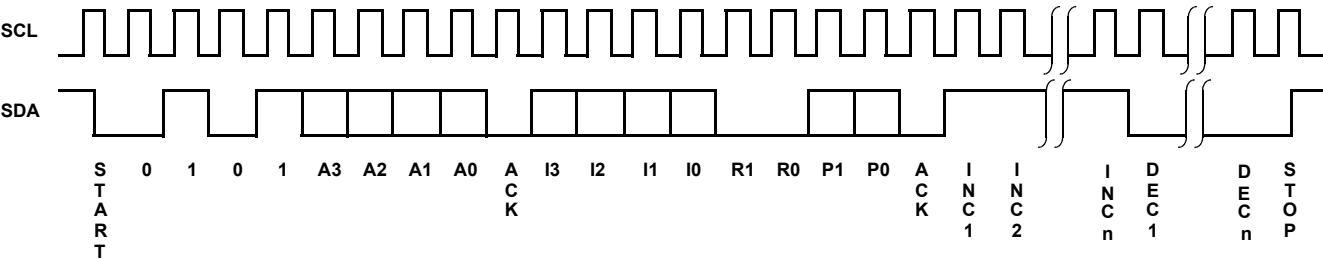 SCL
SDA
START 0 1 0 1 A3 A2 A1 A0 ACK I3 I2 I1 I0 R1 R0 P1 P0 ACK INC1 INC2 INCn DEC1 DECn STOP